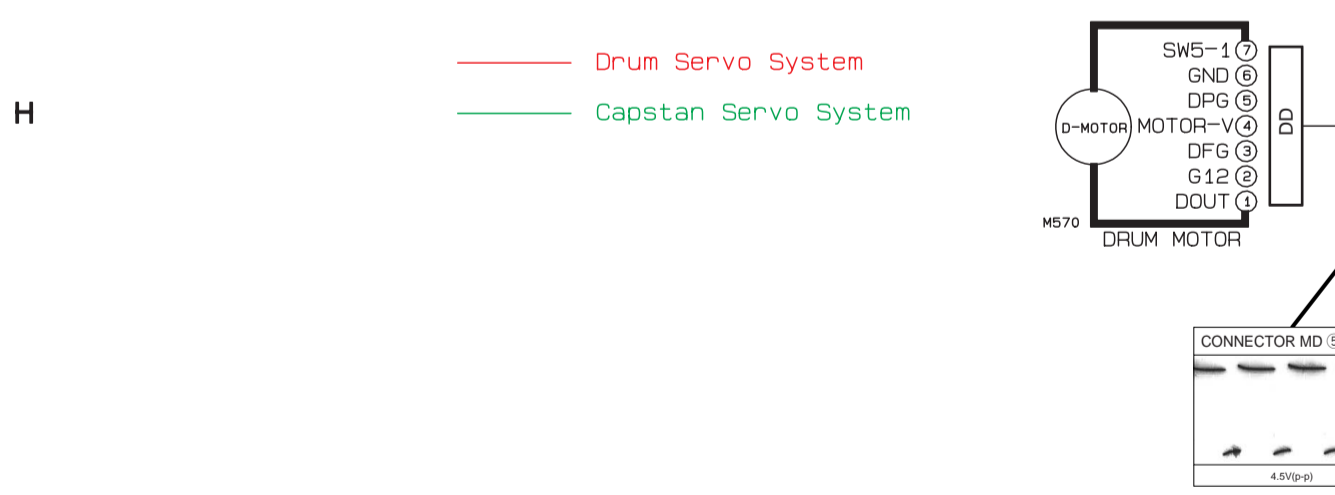 H
Drum Servo System
Capstan Servo System
SW5-1 7
GND 6
DPG 5
D-MOTOR MOTOR-V 4
DFG 3
G12 2
DOUT 1
DD
M570
DRUM MOTOR
CONNECTOR MD 5
4.5V(p-p)